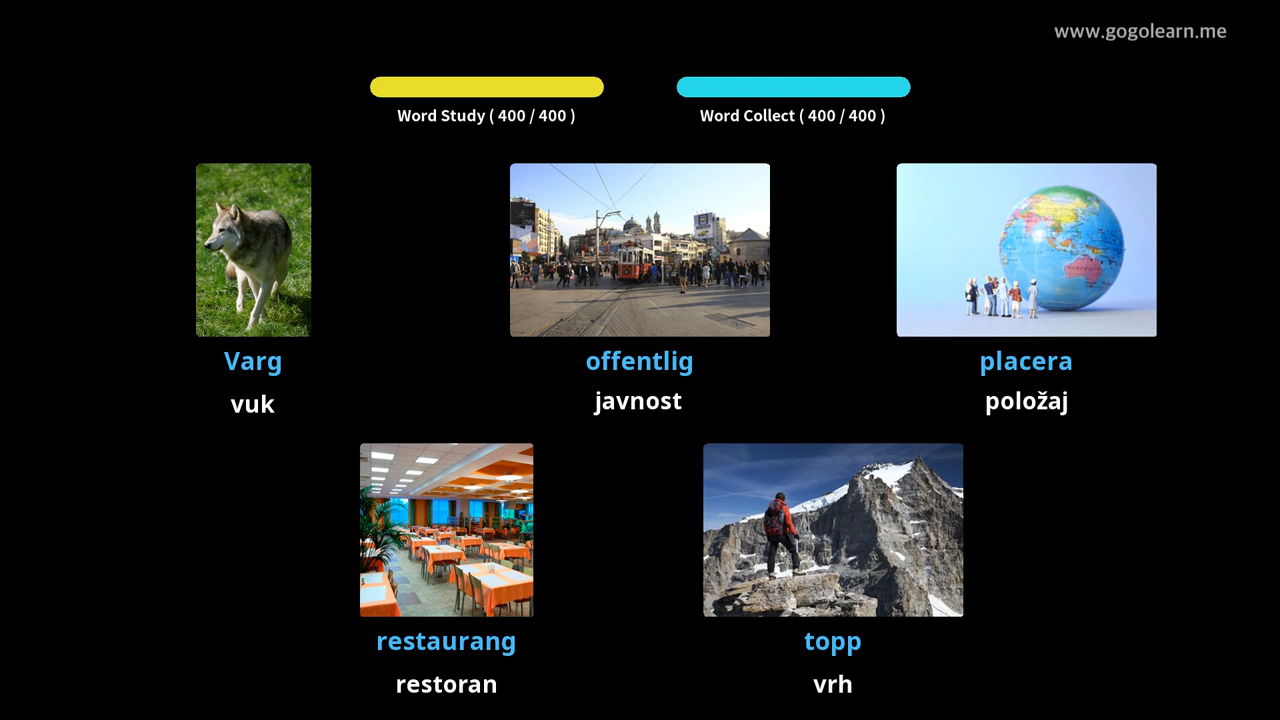 www.gogolearn.me
Word Study ( 400 / 400 )
Word Collect ( 400 / 400 )
Varg
vuk
offentlig
javnost
placera
položaj
restaurang
restoran
topp
vrh